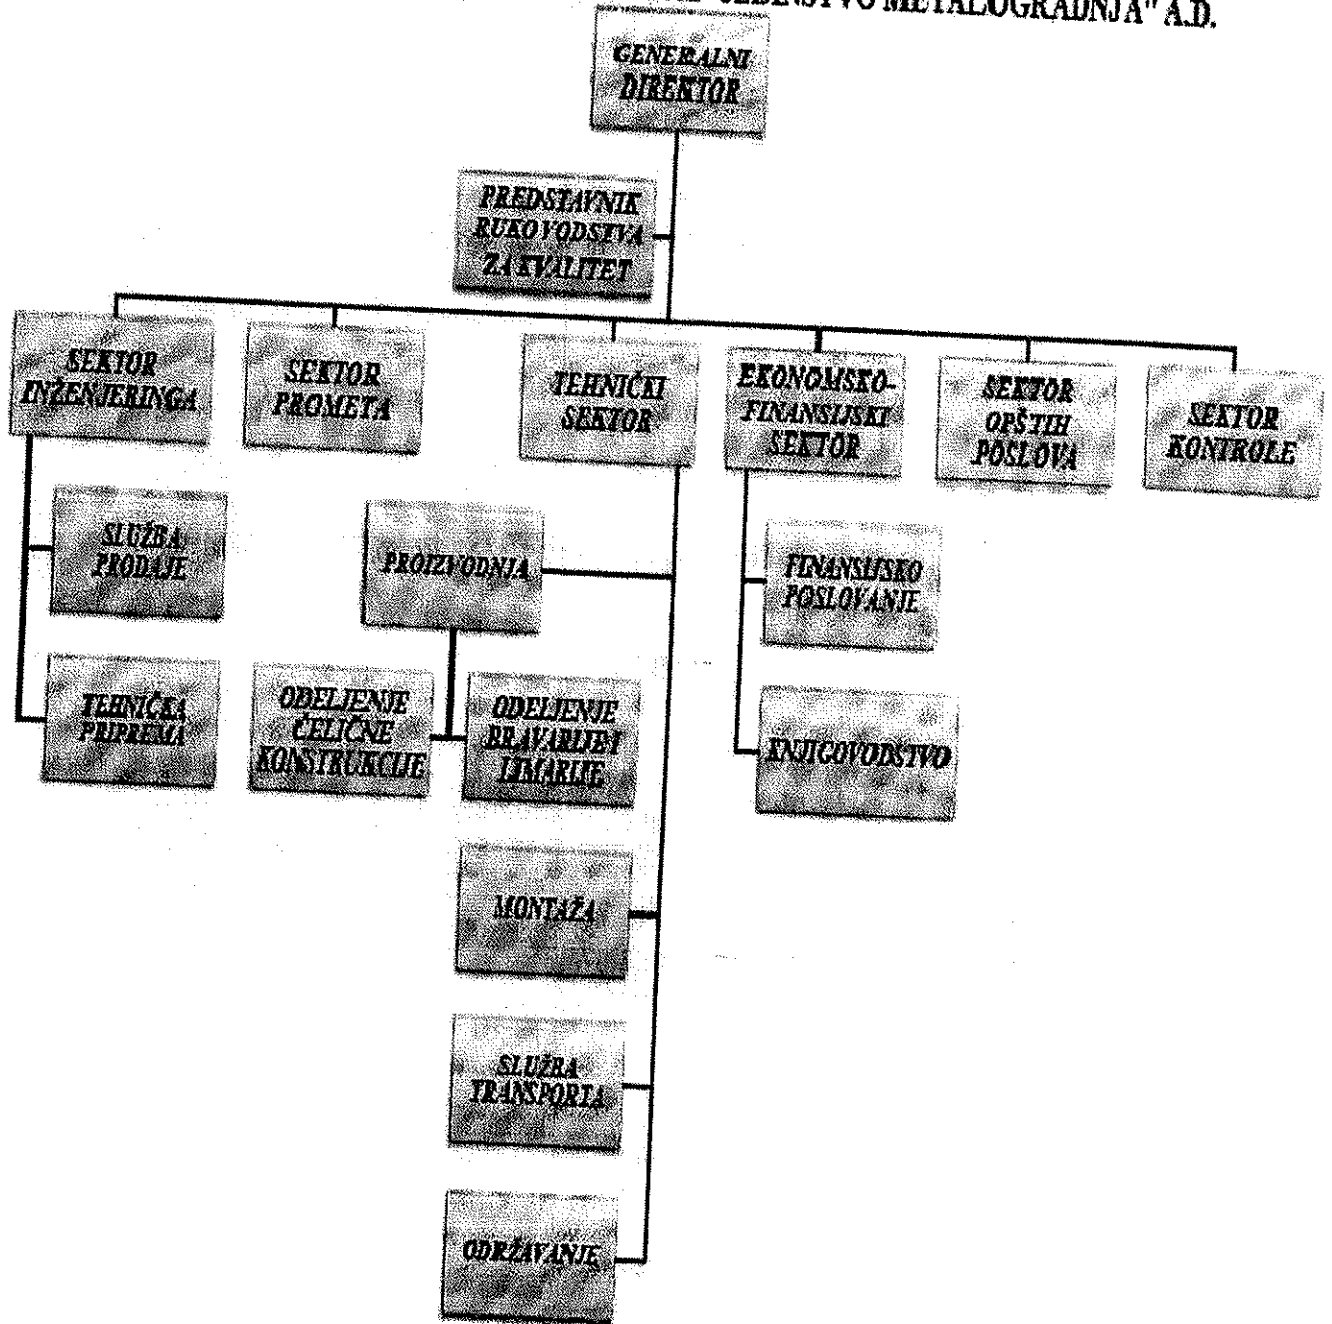 JEDINSTVO METALOGRADNJA" A.D.
GENERALNI
DIREKTOR
PREDSTAVNIK
RUKOVODSTVA
ZA KVALITET
SEKTOR
INŽENJERINGA
SEKTOR
PROMETA
TEHNIČKI
SEKTOR
EKONOMSKO-
FINANSIJSKI
SEKTOR
SEKTOR
OPŠTIH
POSLOVA
SEKTOR
KONTROLE
SLUŽBA
PRODAJE
PROIZVODNJA
FINANSIJSKO
POSLOVANJE
TEHNIČKA
PRIPREMA
ODELJENJE
ČELIČNE
KONSTRUKCIJE
ODELJENJE
BRAVARIJE I
LIMARIJE
KNJIGOVODSTVO
MONTAŽA
SLUŽBA
TRANSPORTA
ODRŽAVANJE